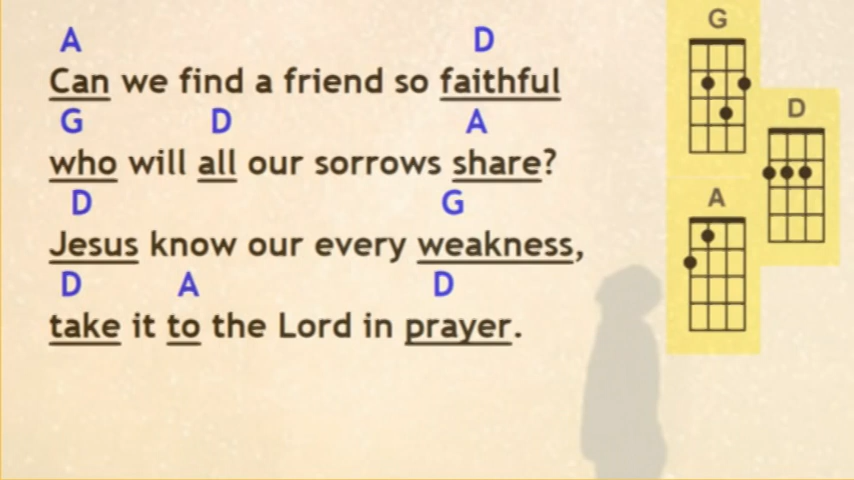 A D
Can we find a friend so faithful
G D A
who will all our sorrows share?
D G
Jesus know our every weakness,
D A D
take it to the Lord in prayer.
G
D
A